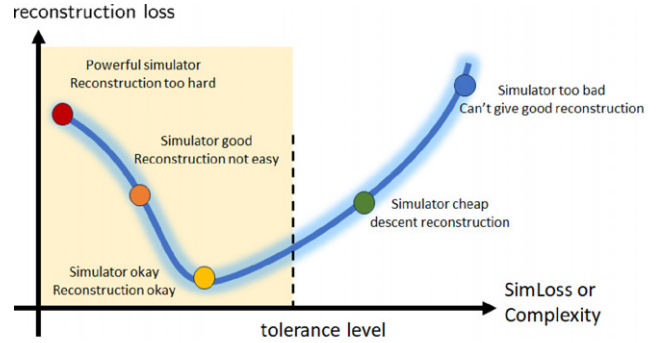 reconstruction loss
Powerful simulator
Reconstruction too hard
Simulator good
Reconstruction not easy
Simulator okay
Reconstruction okay
Simulator too bad
Can't give good reconstruction
Simulator cheap
descent reconstruction
SimLoss or
Complexity
tolerance level